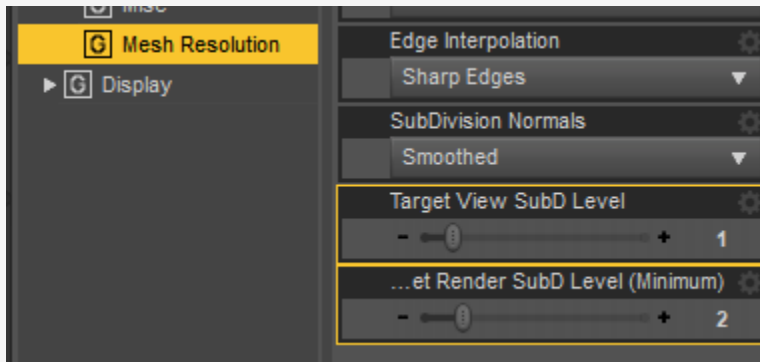 Misc
G Mesh Resolution
G Display
Edge Interpolation
Sharp Edges
SubDivision Normals
Smoothed
Target View SubD Level
- + 1
...et Render SubD Level (Minimum)
- + 2